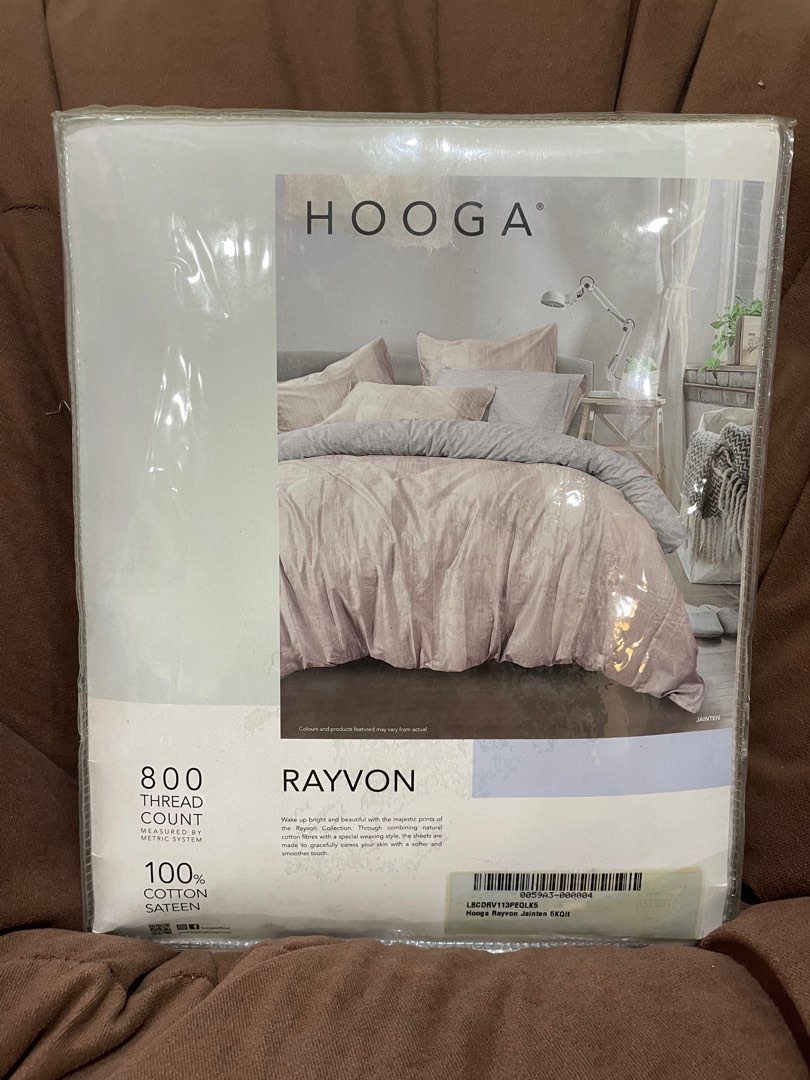 HOOGA®
Colours and products featured may vary from actual
JAINTEN
800
THREAD
COUNT
MEASURED BY
METRIC SYSTEM
100%
COTTON
SATEEN
RAYVON
Wake up bright and beautiful with the majestic prints of
the Rayvon Collection. Through combining natural
cotton fibres with a special weaving style, the sheets are
made to gracefully caress your skin with a softer and
smoother touch.
0059A3-000004
LBCDRV113PEQLK5
Hooga Rayvon Jainten 5KQlt